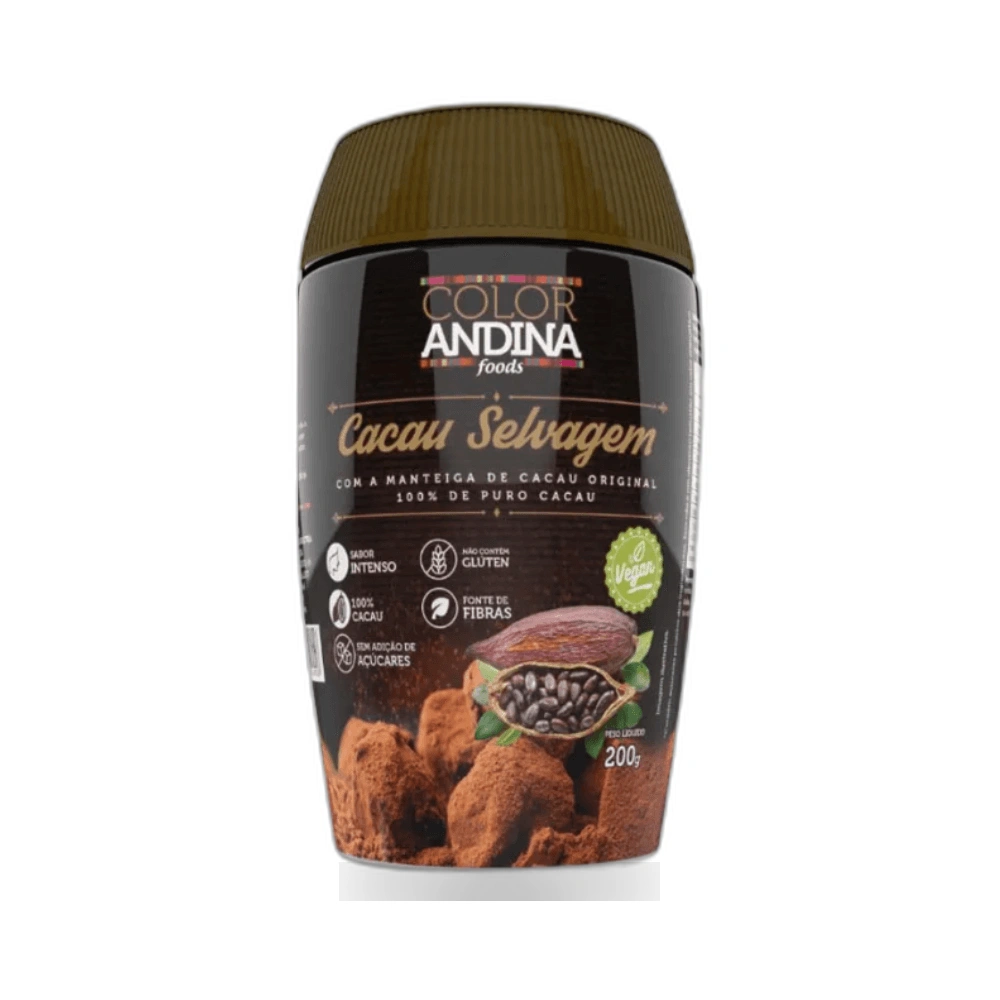 COLOR
ANDINA
foods
Cacau Selvagem
COM A MANTEIGA DE CACAU ORIGINAL
100% DE PURO CACAU
SABOR
INTENSO
NÃO CONTÉM
GLÚTEN
100%
CACAU
FONTE DE
FIBRAS
SEM ADIÇÃO DE
AÇÚCARES
Vegan
PESO LÍQUIDO
200g